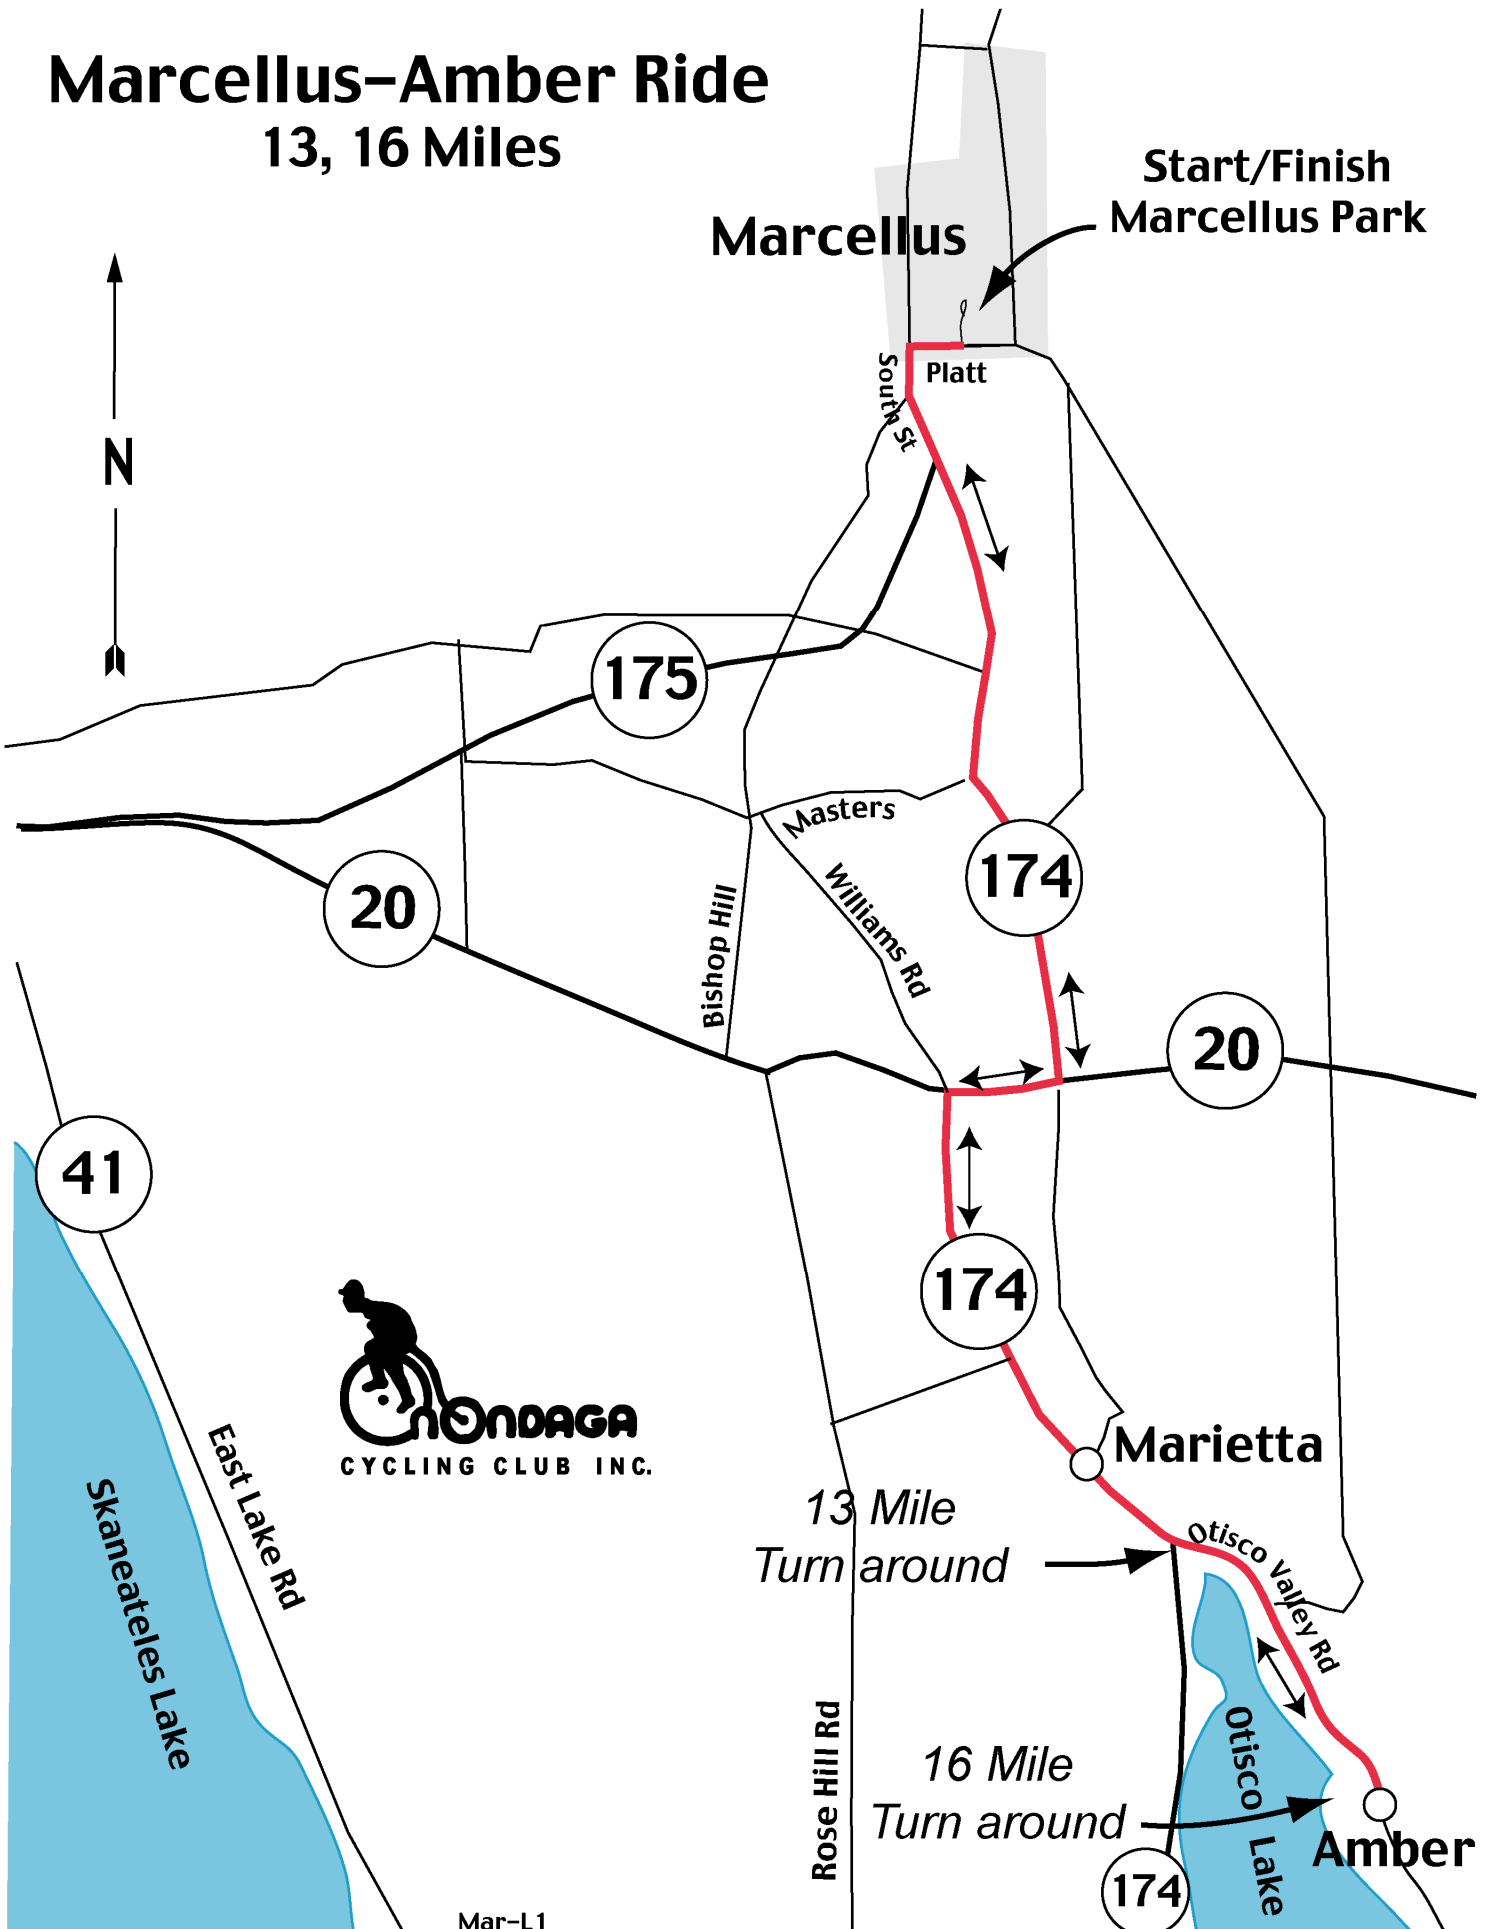 Marcellus–Amber Ride
13, 16 Miles
Start/Finish
Marcellus Park
Marcellus
South St
Platt
N
175
Masters
174
Williams Rd
20
Bishop Hill
20
41
174
OnONDAGA
CYCLING CLUB INC.
Marietta
East Lake Rd
Skaneateles Lake
13 Mile
Turn around
Otisco Valley Rd
Rose Hill Rd
Otisco Lake
16 Mile
Turn around
Amber
174
Mar–L1